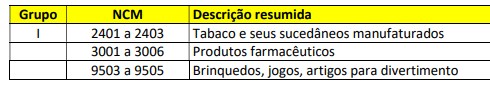 Grupo NCM Descrição resumida
I 2401 a 2403 Tabaco e seus sucedâneos manufaturados
3001 a 3006 Produtos farmacêuticos
9503 a 9505 Brinquedos, jogos, artigos para divertimento